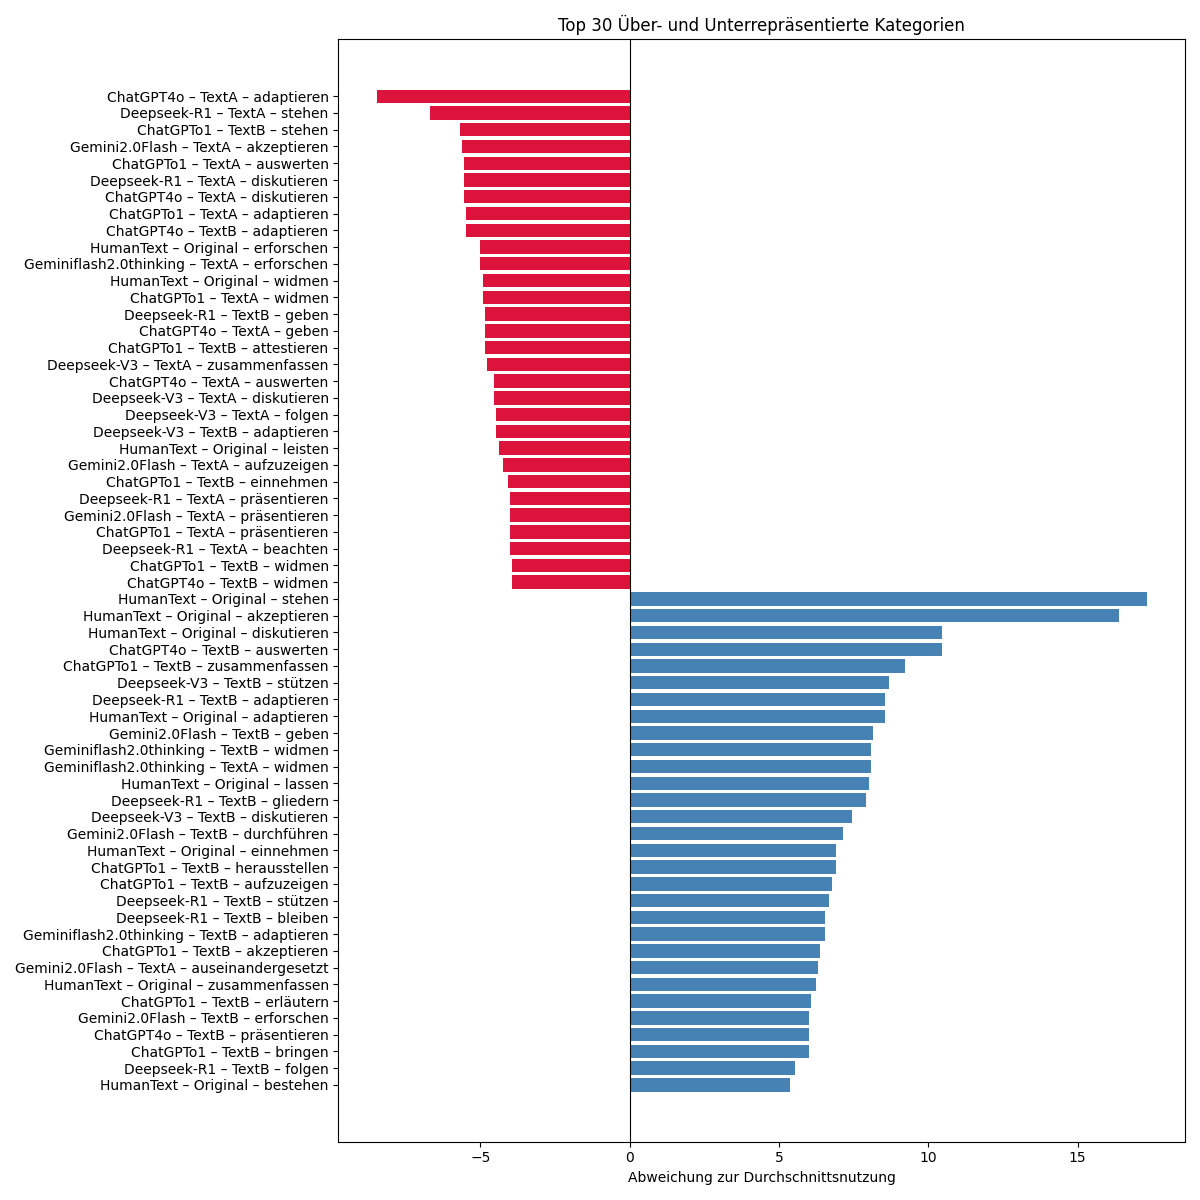 Top 30 Über- und Unterrepräsentierte Kategorien
ChatGPT4o – TextA – adaptieren
Deepseek-R1 – TextA – stehen
ChatGPTo1 – TextB – stehen
Gemini2.0Flash – TextA – akzeptieren
ChatGPTo1 – TextA – auswerten
Deepseek-R1 – TextA – diskutieren
ChatGPT4o – TextA – diskutieren
ChatGPTo1 – TextA – adaptieren
ChatGPT4o – TextB – adaptieren
HumanText – Original – erforschen
Geminiflash2.0thinking – TextA – erforschen
HumanText – Original – widmen
ChatGPTo1 – TextA – widmen
Deepseek-R1 – TextB – geben
ChatGPT4o – TextA – geben
ChatGPTo1 – TextB – attestieren
Deepseek-V3 – TextA – zusammenfassen
ChatGPT4o – TextA – auswerten
Deepseek-V3 – TextA – diskutieren
Deepseek-V3 – TextA – folgen
Deepseek-V3 – TextB – adaptieren
HumanText – Original – leisten
Gemini2.0Flash – TextA – aufzuzeigen
ChatGPTo1 – TextB – einnehmen
Deepseek-R1 – TextA – präsentieren
Gemini2.0Flash – TextA – präsentieren
ChatGPTo1 – TextA – präsentieren
Deepseek-R1 – TextA – beachten
ChatGPTo1 – TextB – widmen
ChatGPT4o – TextB – widmen
HumanText – Original – stehen
HumanText – Original – akzeptieren
HumanText – Original – diskutieren
ChatGPT4o – TextB – auswerten
ChatGPTo1 – TextB – zusammenfassen
Deepseek-V3 – TextB – stützen
Deepseek-R1 – TextB – adaptieren
HumanText – Original – adaptieren
Gemini2.0Flash – TextB – geben
Geminiflash2.0thinking – TextB – widmen
Geminiflash2.0thinking – TextA – widmen
HumanText – Original – lassen
Deepseek-R1 – TextB – gliedern
Deepseek-V3 – TextB – diskutieren
Gemini2.0Flash – TextB – durchführen
HumanText – Original – einnehmen
ChatGPTo1 – TextB – herausstellen
ChatGPTo1 – TextB – aufzuzeigen
Deepseek-R1 – TextB – stützen
Deepseek-R1 – TextB – bleiben
Geminiflash2.0thinking – TextB – adaptieren
ChatGPTo1 – TextB – akzeptieren
Gemini2.0Flash – TextA – auseinandergesetzt
HumanText – Original – zusammenfassen
ChatGPTo1 – TextB – erläutern
Gemini2.0Flash – TextB – erforschen
ChatGPT4o – TextB – präsentieren
ChatGPTo1 – TextB – bringen
Deepseek-R1 – TextB – folgen
HumanText – Original – bestehen
−5 0 5 10 15
Abweichung zur Durchschnittsnutzung